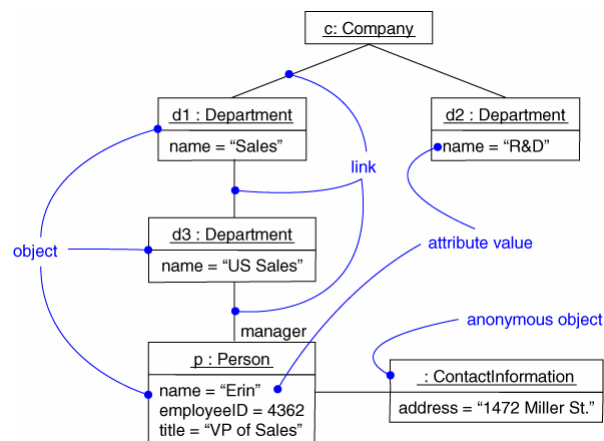 c: Company
d1 : Department
name = “Sales”
d2 : Department
name = “R&D”
link
d3 : Department
name = “US Sales”
object
attribute value
manager
anonymous object
p : Person
name = “Erin”
employeeID = 4362
title = “VP of Sales”
: ContactInformation
address = “1472 Miller St.”